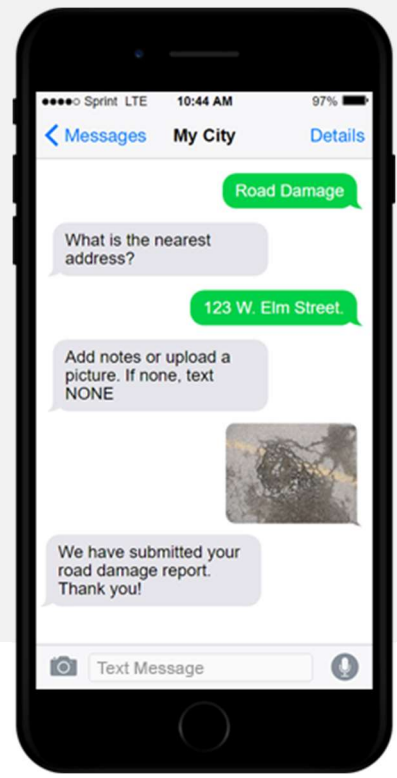 Sprint LTE 10:44 AM 97%
Messages My City Details
Road Damage
What is the nearest
address?
123 W. Elm Street.
Add notes or upload a
picture. If none, text
NONE
We have submitted your
road damage report.
Thank you!
Text Message